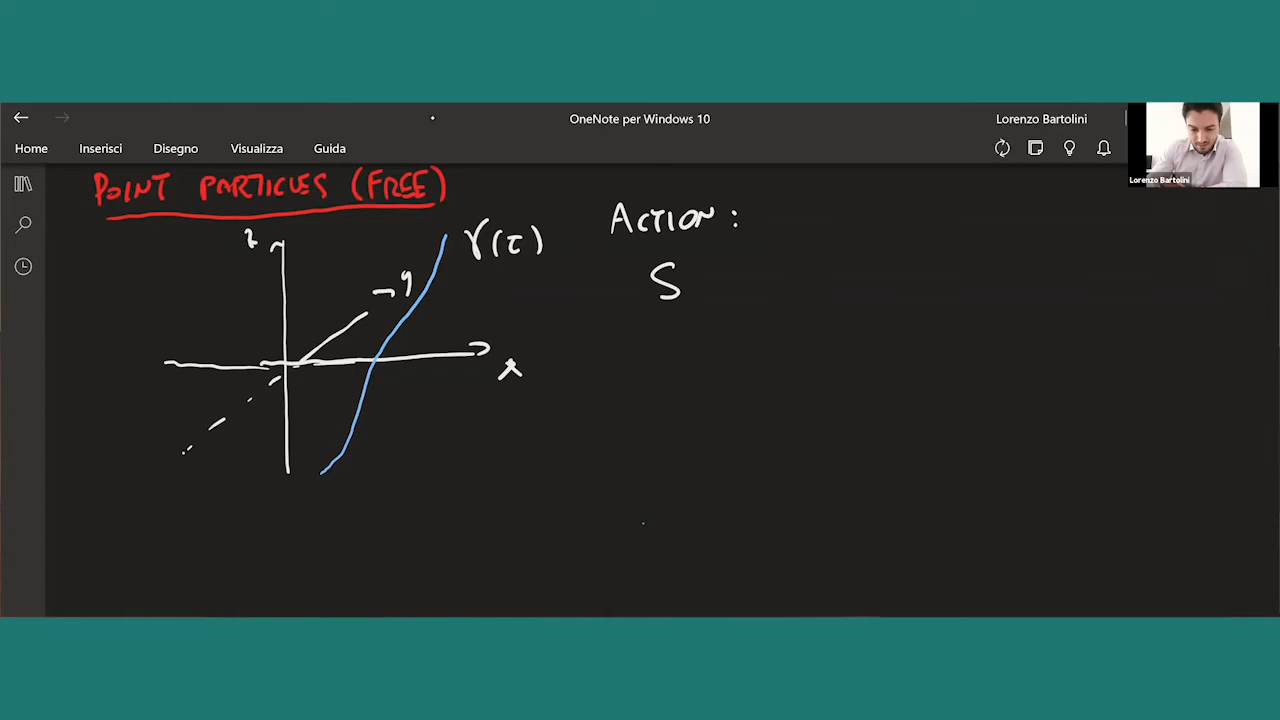 OneNote per Windows 10
Lorenzo Bartolini
Home Inserisci Disegno Visualizza Guida
Lorenzo Bartolini
POINT PARTICLES (FREE)
ACTION:
z
γ(τ)
y
S
x